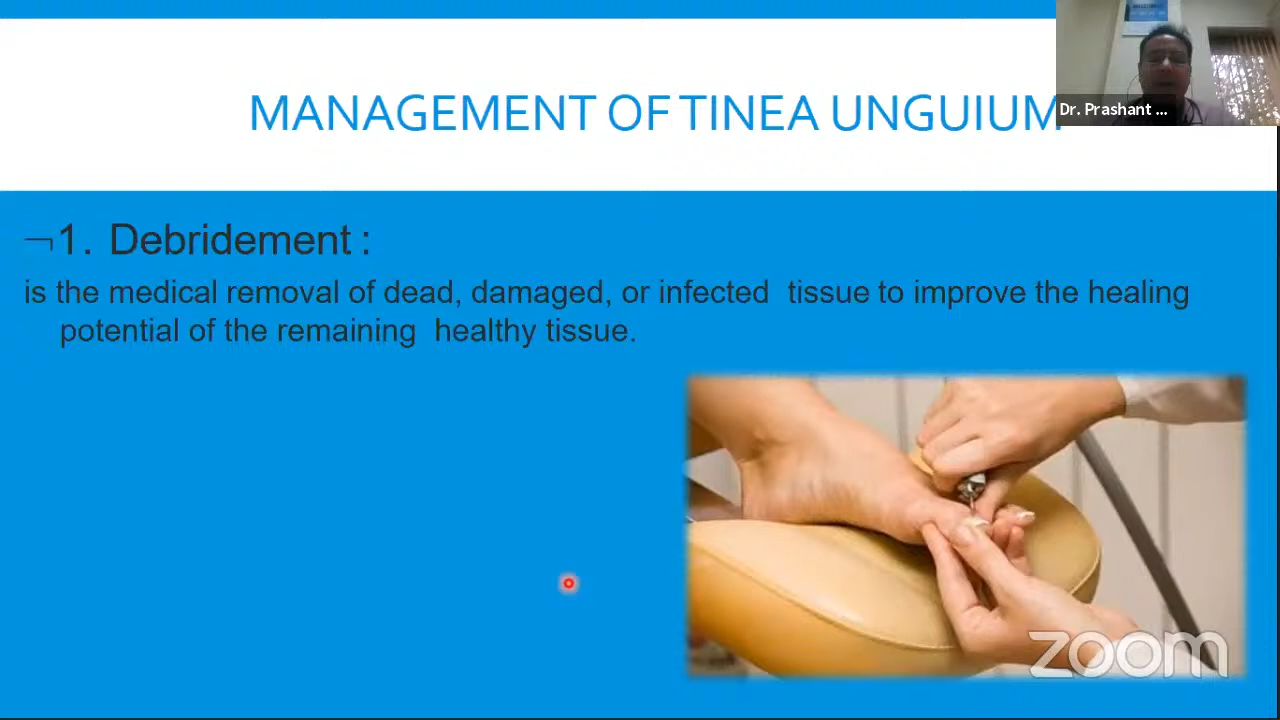 MANAGEMENT OF TINEA UNGUIUM
Dr. Prashant ...
¬1. Debridement :
is the medical removal of dead, damaged, or infected tissue to improve the healing
potential of the remaining healthy tissue.
zoom